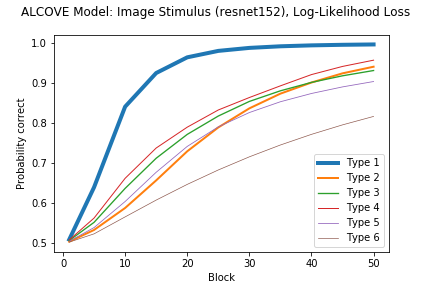 ALCOVE Model: Image Stimulus (resnet152), Log-Likelihood Loss
1.0
0.9
0.8
0.7
0.6
0.5
Probability correct
0
10
20
30
40
50
Block
Type 1
Type 2
Type 3
Type 4
Type 5
Type 6